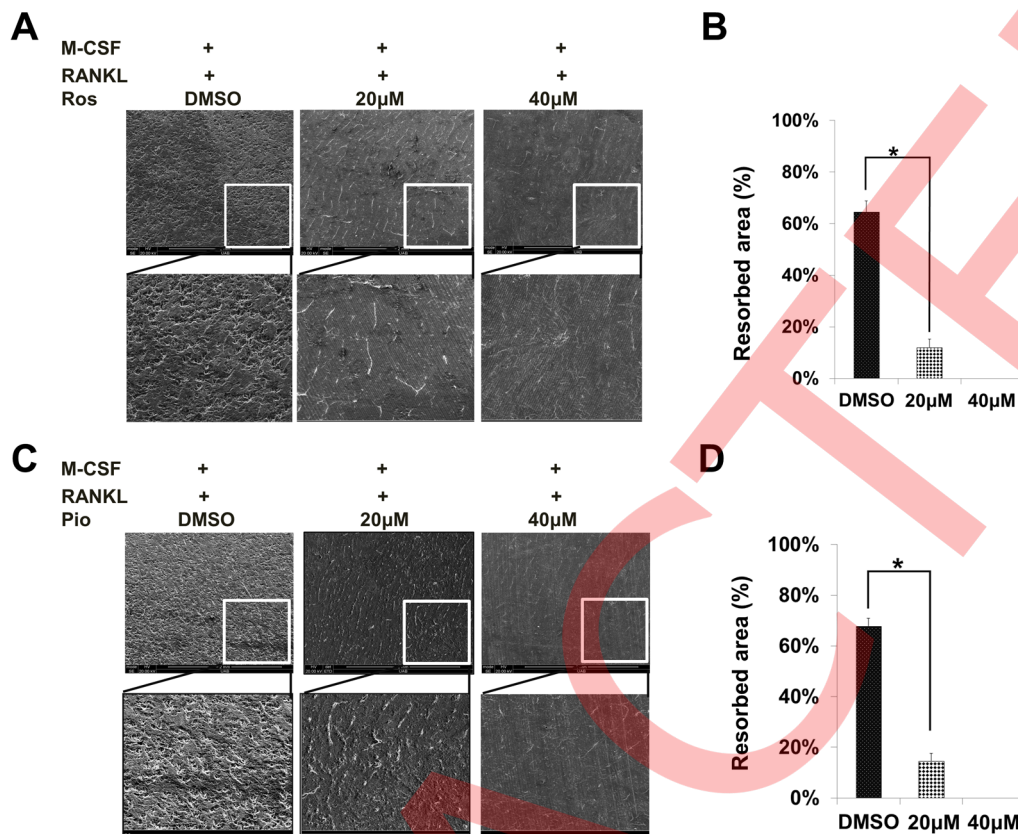 A
M-CSF + + +
RANKL + + +
Ros DMSO 20µM 40µM
B
100%
80%
60%
40%
20%
0%
Resorbed area (%)
*
DMSO 20µM 40µM
C
M-CSF + + +
RANKL + + +
Pio DMSO 20µM 40µM
D
100%
80%
60%
40%
20%
0%
Resorbed area (%)
*
DMSO 20µM 40µM